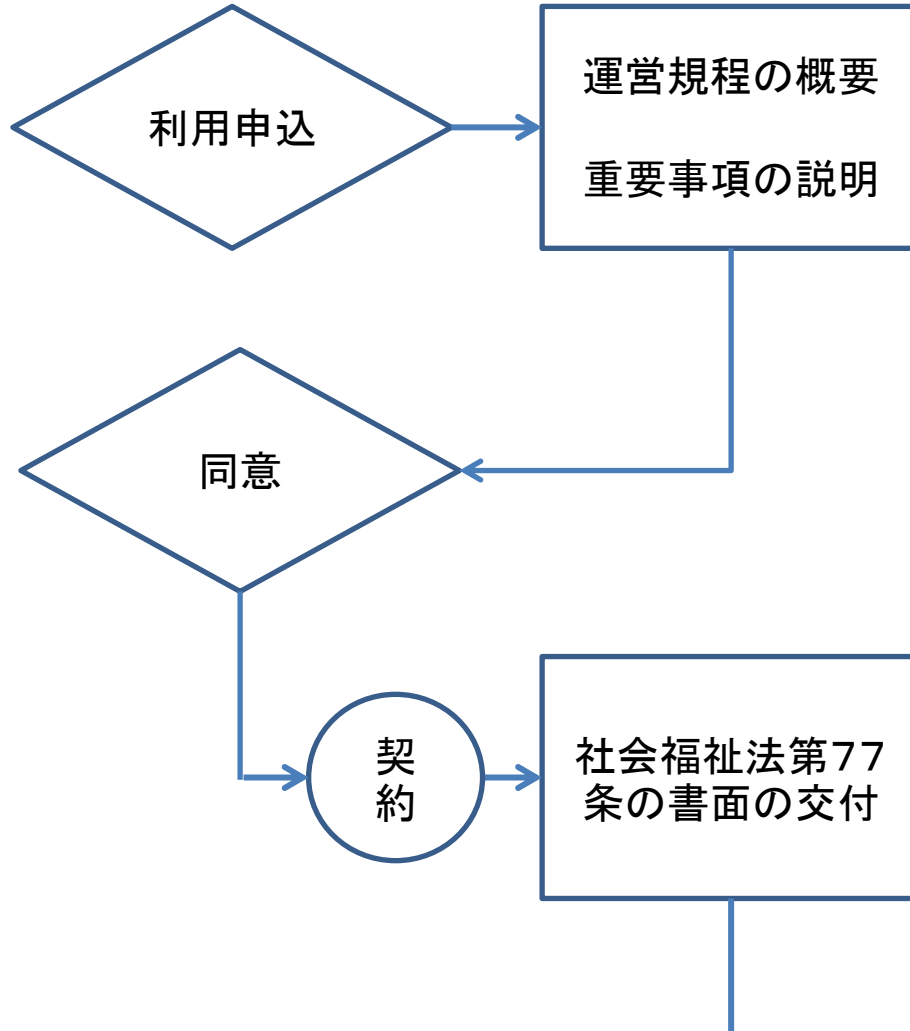 利用申込
運営規程の概要
重要事項の説明
同意
契
約
社会福祉法第77
条の書面の交付